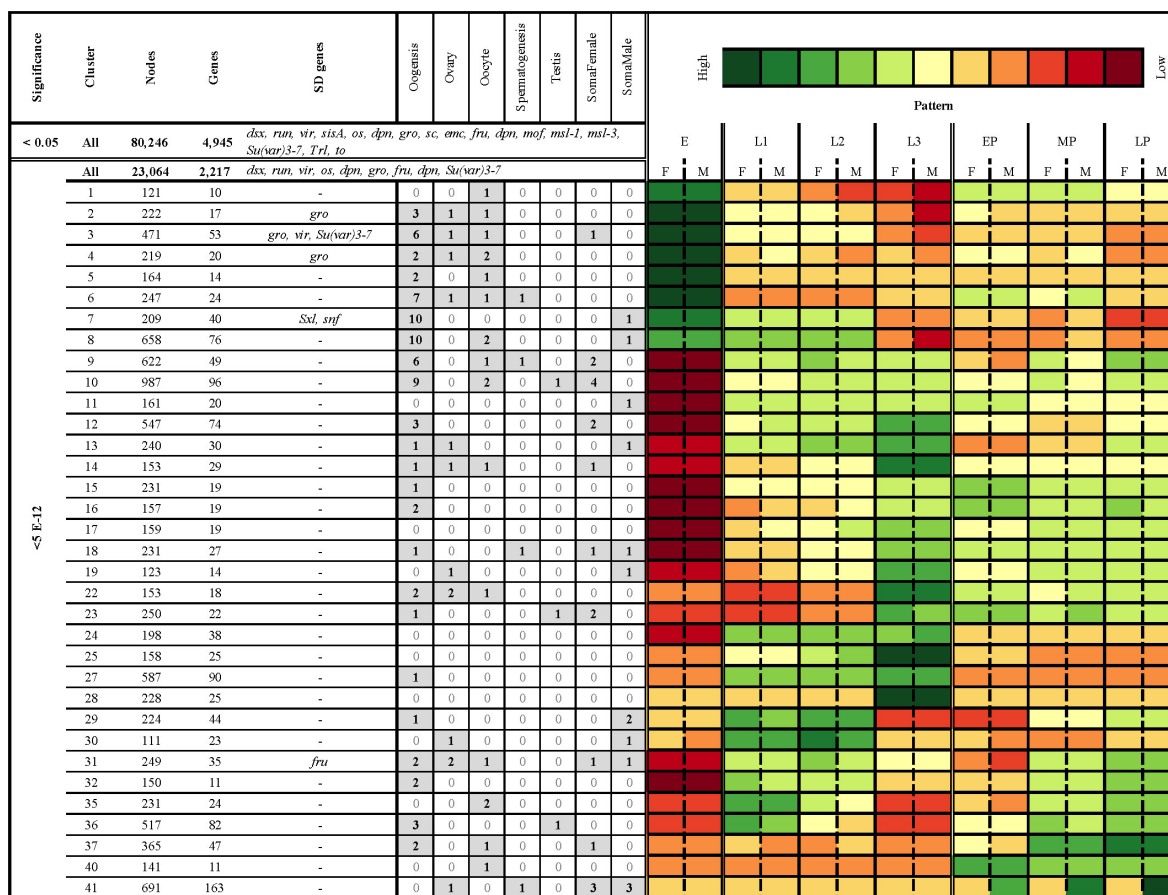 Significance Cluster Nodes Genes SD genes Oogensis Ovary Oocyte Spematogenesis Testis SomaFemale SomaMale High Low
Pattern
< 0.05 All 80,246 4,945 dsx, run, vir, sisA, os, dpn, gro, sc, emc, fru, dpn, mof, msl-1, msl-3,
Su(var)3-7, Trl, to
E L1 L2 L3 EP MP LP
All 23,064 2,217 dsx, run, vir, os, dpn, gro, fru, dpn, Su(var)3-7 F M F M F M F M F M F M F M
<5 E-12
1 121 10 - 0 0 1 0 0 0 0
2 222 17 gro 3 1 1 0 0 0 0
3 471 53 gro, vir, Su(var)3-7 6 1 1 0 0 1 0
4 219 20 gro 2 1 2 0 0 0 0
5 164 14 - 2 0 1 0 0 0 0
6 247 24 - 7 1 1 1 0 0 0
7 209 40 Sxl, snf 10 0 0 0 0 0 1
8 658 76 - 10 0 2 0 0 0 1
9 622 49 - 6 0 1 1 0 2 0
10 987 96 - 9 0 2 0 1 4 0
11 161 20 - 0 0 0 0 0 0 1
12 547 74 - 3 0 0 0 0 2 0
13 240 30 - 1 1 0 0 0 0 1
14 153 29 - 1 1 1 0 0 1 0
15 231 19 - 1 0 0 0 0 0 0
16 157 19 - 2 0 0 0 0 0 0
17 159 19 - 0 0 0 0 0 0 0
18 231 27 - 1 0 0 1 0 1 1
19 123 14 - 0 1 0 0 0 0 1
22 153 18 - 2 2 1 0 0 0 0
23 250 22 - 1 0 0 0 1 2 0
24 198 38 - 0 0 0 0 0 0 0
25 158 25 - 0 0 0 0 0 0 0
27 587 90 - 1 0 0 0 0 0 0
28 228 25 - 0 0 0 0 0 0 0
29 224 44 - 1 0 0 0 0 0 2
30 111 23 - 0 1 0 0 0 0 1
31 249 35 fru 2 2 1 0 0 1 1
32 150 11 - 2 0 0 0 0 0 0
35 231 24 - 0 0 2 0 0 0 0
36 517 82 - 3 0 0 0 1 0 0
37 365 47 - 2 0 1 0 0 1 0
40 141 11 - 0 0 1 0 0 0 0
41 691 163 - 0 1 0 1 0 3 3